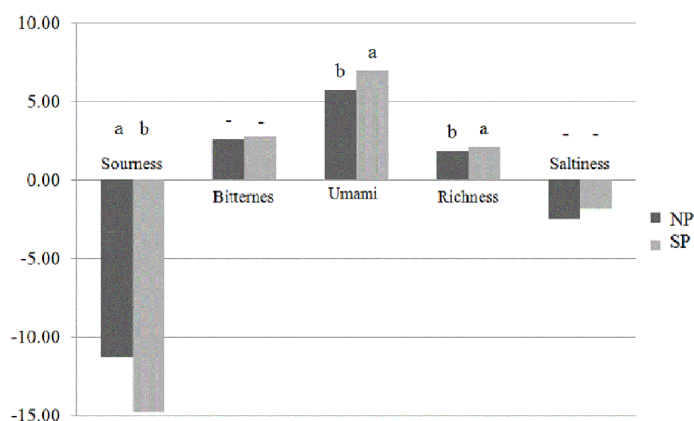 10.00
a
b
5.00
- -
b a
a b
- -
Sourness
Saltiness
0.00
Bitternes
Umami
Richness
NP
SP
-5.00
-10.00
-15.00